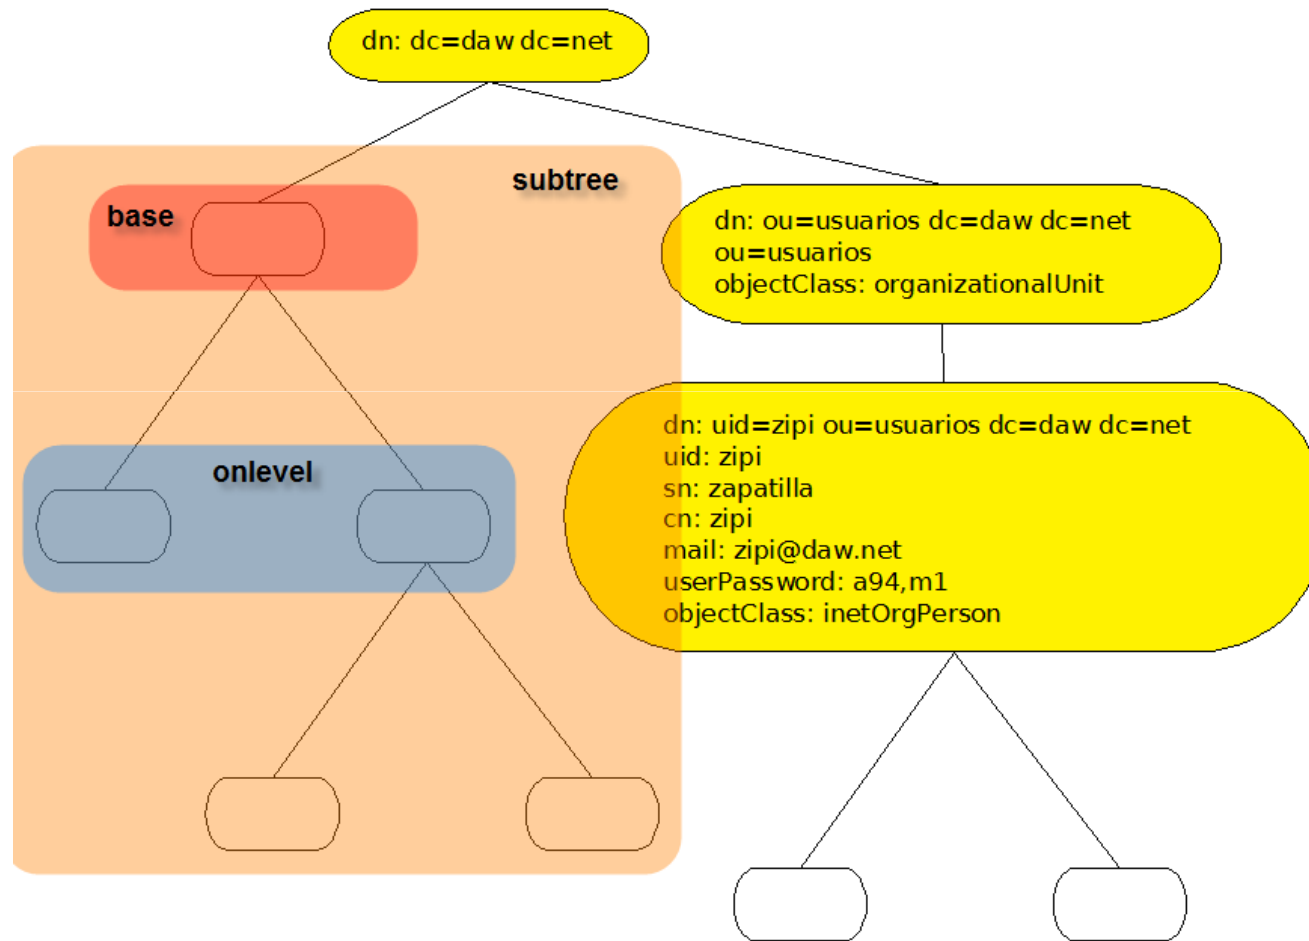 dn: dc=daw dc=net
subtree
base
dn: ou=usuarios dc=daw dc=net
ou=usuarios
objectClass: organizationalUnit
onlevel
dn: uid=zipi ou=usuarios dc=daw dc=net
uid: zipi
sn: zapatilla
cn: zipi
mail: zipi@daw.net
userPassword: a94,m1
objectClass: inetOrgPerson